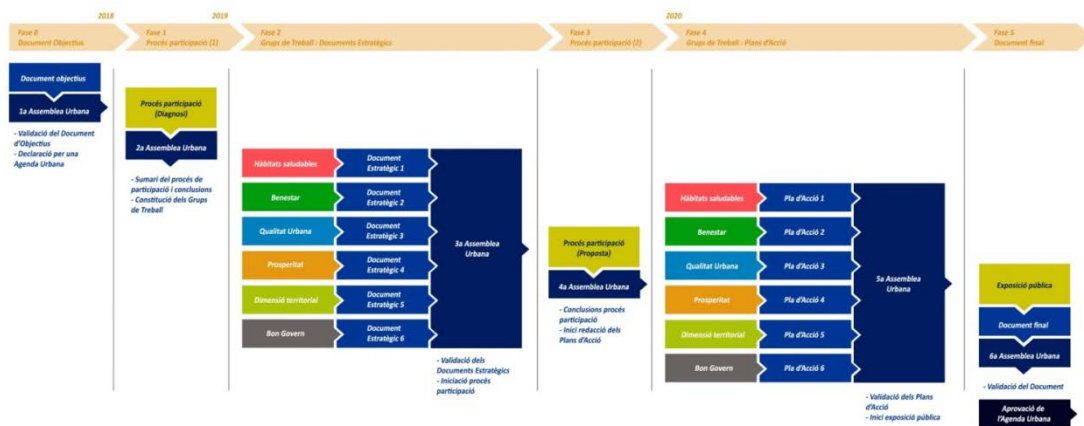 2018
2019
2020
Fase 0
Document Objectius
Fase 1
Procés participació (1)
Fase 2
Grups de Treball : Documents Estratègics
Fase 3
Procés participació (2)
Fase 4
Grups de Treball : Plans d'Acció
Fase 5
Document final
Document objectius
1a Assemblea Urbana
- Validació del Document
d'Objectius
- Declaració per una
Agenda Urbana
Procés participació
(Diagnosi)
2a Assemblea Urbana
- Sumari del procés de
participació i conclusions
- Constitució dels Grups
de Treball
Hàbitats saludables
Document
Estratègic 1
Benestar
Document
Estratègic 2
Qualitat Urbana
Document
Estratègic 3
Prosperitat
Document
Estratègic 4
Dimensió territorial
Document
Estratègic 5
Bon Govern
Document
Estratègic 6
3a Assemblea
Urbana
- Validació dels
Documents Estratègics
- Iniciació procés
participació
Procés participació
(Proposta)
4a Assemblea Urbana
- Conclusions procés
participació
- Inici redacció dels
Plans d'Acció
Hàbitats saludables
Pla d'Acció 1
Benestar
Pla d'Acció 2
Qualitat Urbana
Pla d'Acció 3
Prosperitat
Pla d'Acció 4
Dimensió territorial
Pla d'Acció 5
Bon Govern
Pla d'Acció 6
5a Assemblea
Urbana
- Validació dels Plans
d'Acció
- Inici exposició pública
Exposició pública
Document final
6a Assemblea Urbana
- Validació del Document
Aprovació de
l'Agenda Urbana